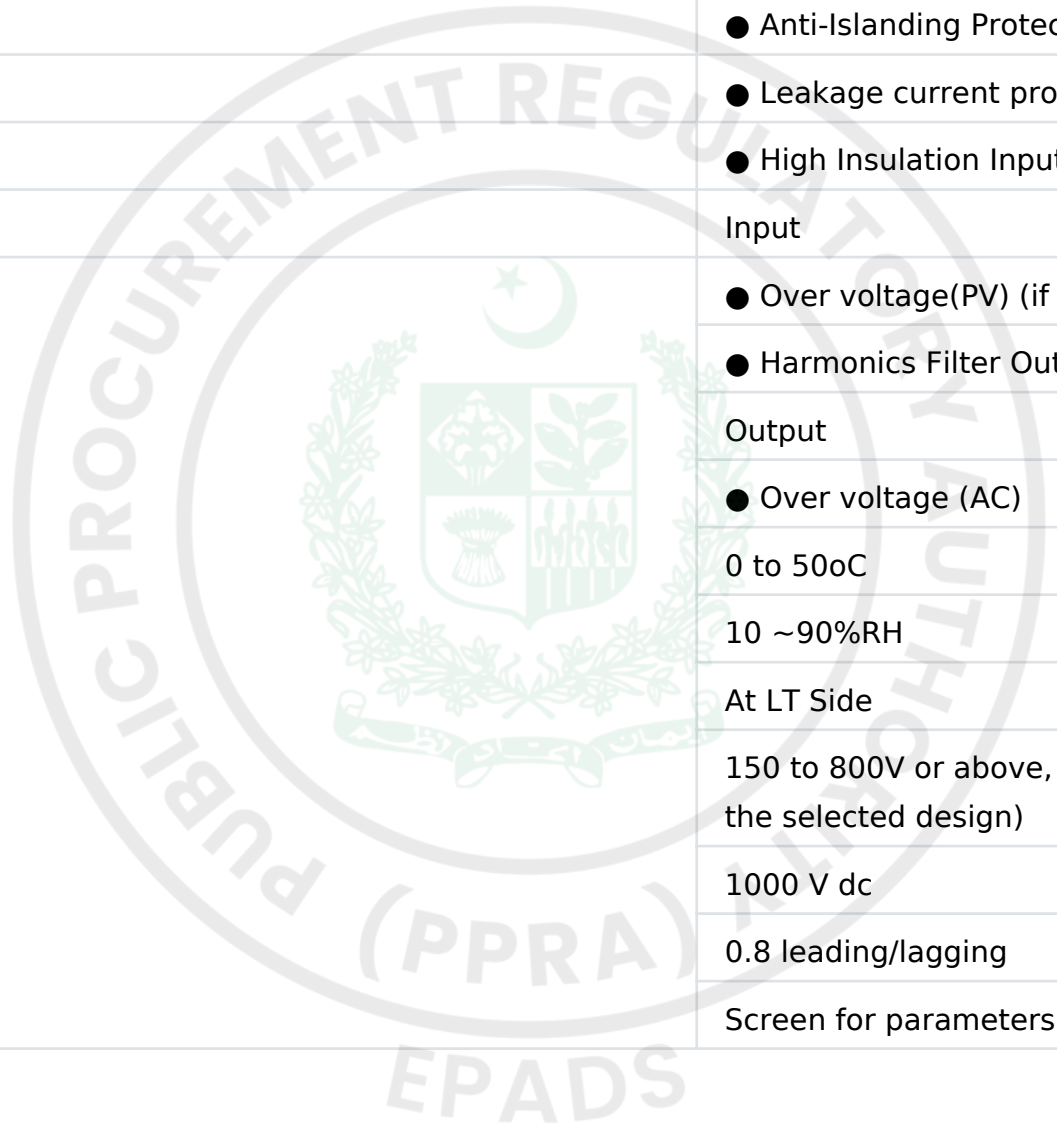 ● Anti-Islanding Protec
● Leakage current pro
● High Insulation Input
Input
● Over voltage(PV) (if
● Harmonics Filter Out
Output
● Over voltage (AC)
0 to 50oC
10 ~90%RH
At LT Side
150 to 800V or above,
the selected design)
1000 V dc
0.8 leading/lagging
Screen for parameters
PUBLIC PROCUREMENT REGULATORY AUTHORITY
(PPRA)
EPADS